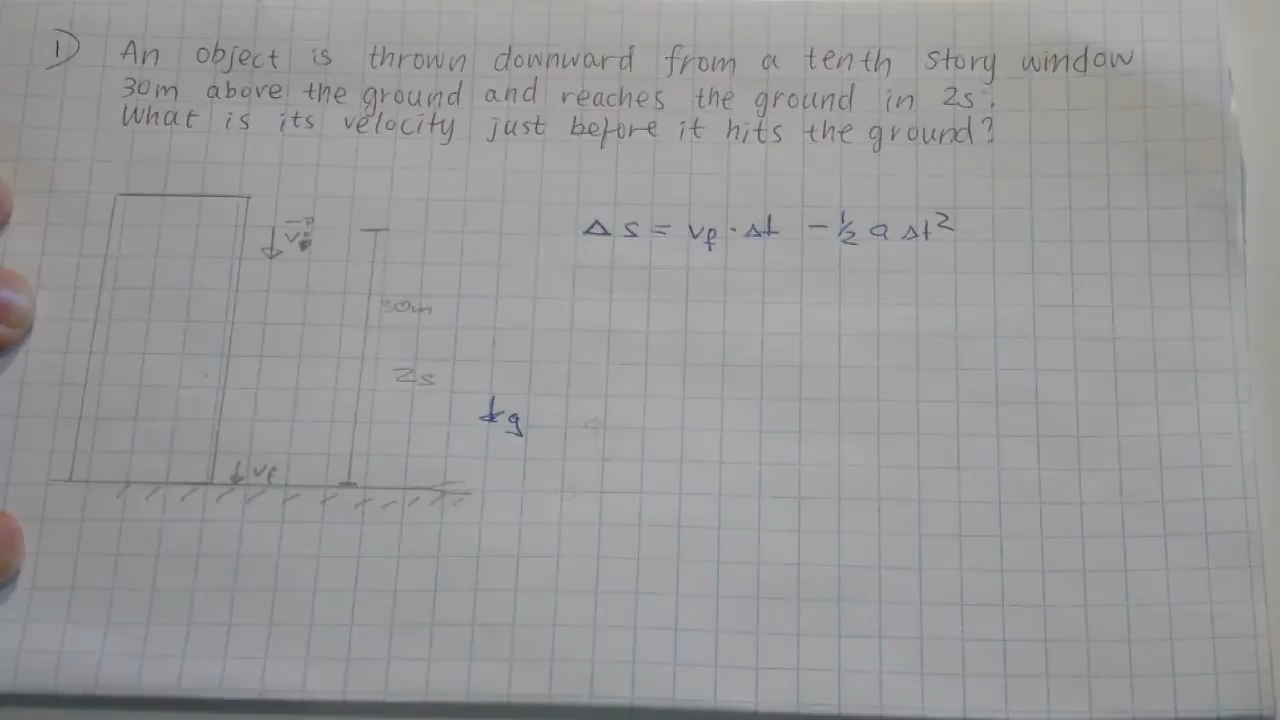 1) An object is thrown downward from a tenth story window
30m above the ground and reaches the ground in 2s.
What is its velocity just before it hits the ground?
Δs = vf · Δt - 1/2 a Δt²
30m
2s
g
vf